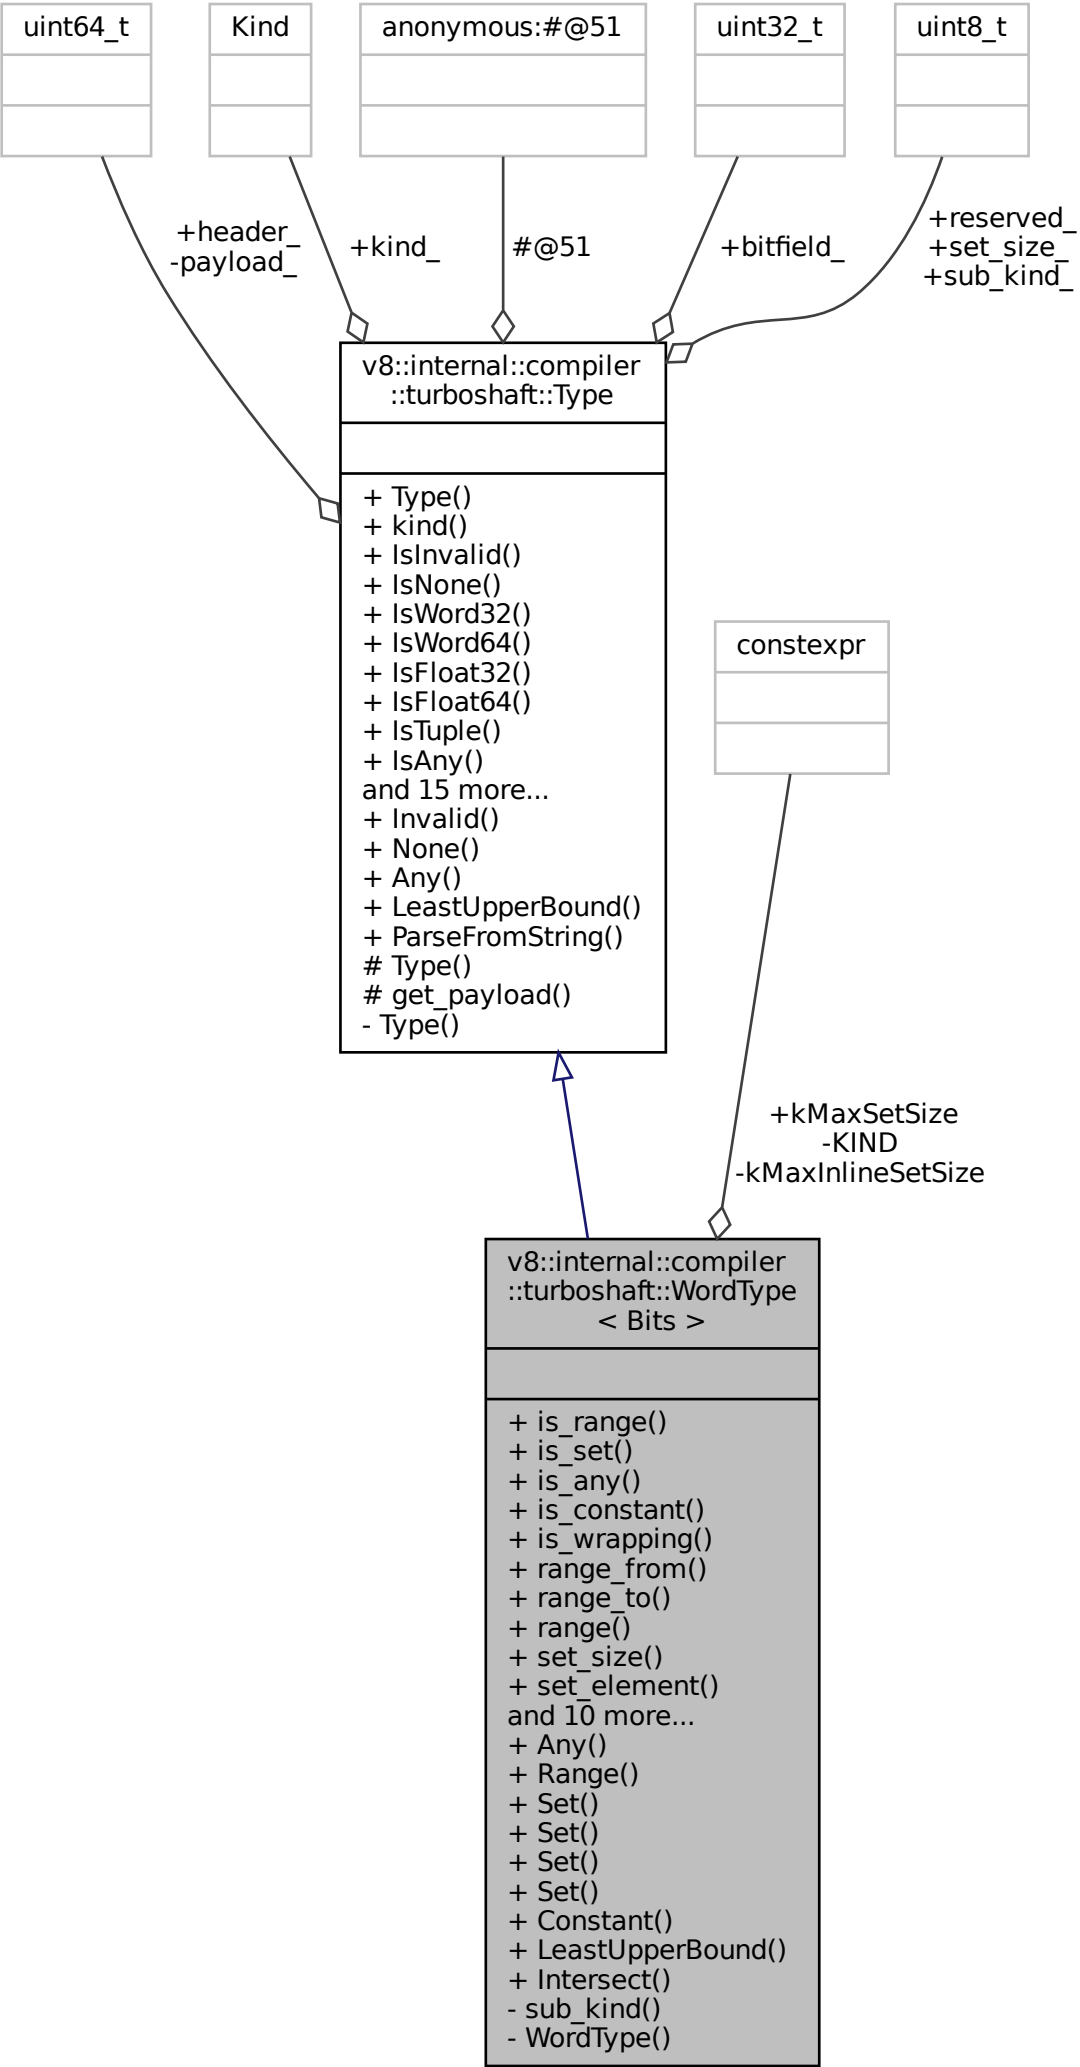 uint64_t
Kind
anonymous:#@51
uint32_t
uint8_t
+header_
-payload_
+kind_
#@51
+bitfield_
+reserved_
+set_size_
+sub_kind_
v8::internal::compiler
::turboshaft::Type
+ Type()
+ kind()
+ IsInvalid()
+ IsNone()
+ IsWord32()
+ IsWord64()
+ IsFloat32()
+ IsFloat64()
+ IsTuple()
+ IsAny()
and 15 more...
+ Invalid()
+ None()
+ Any()
+ LeastUpperBound()
+ ParseFromString()
# Type()
# get_payload()
- Type()
constexpr
+kMaxSetSize
-KIND
-kMaxInlineSetSize
v8::internal::compiler
::turboshaft::WordType
< Bits >
+ is_range()
+ is_set()
+ is_any()
+ is_constant()
+ is_wrapping()
+ range_from()
+ range_to()
+ range()
+ set_size()
+ set_element()
and 10 more...
+ Any()
+ Range()
+ Set()
+ Set()
+ Set()
+ Set()
+ Constant()
+ LeastUpperBound()
+ Intersect()
- sub_kind()
- WordType()